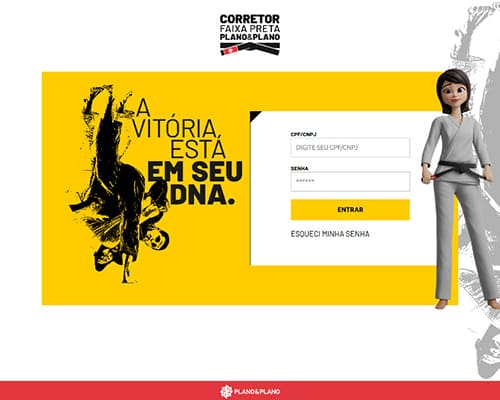 CORRETOR
FAIXA PRETA
PLANO&PLANO
A
VITÓRIA
ESTÁ
EM SEU
DNA.
CPF/CNPJ
DIGITE SEU CPF/CNPJ
SENHA
******
ENTRAR
ESQUECI MINHA SENHA
PLANO&PLANO